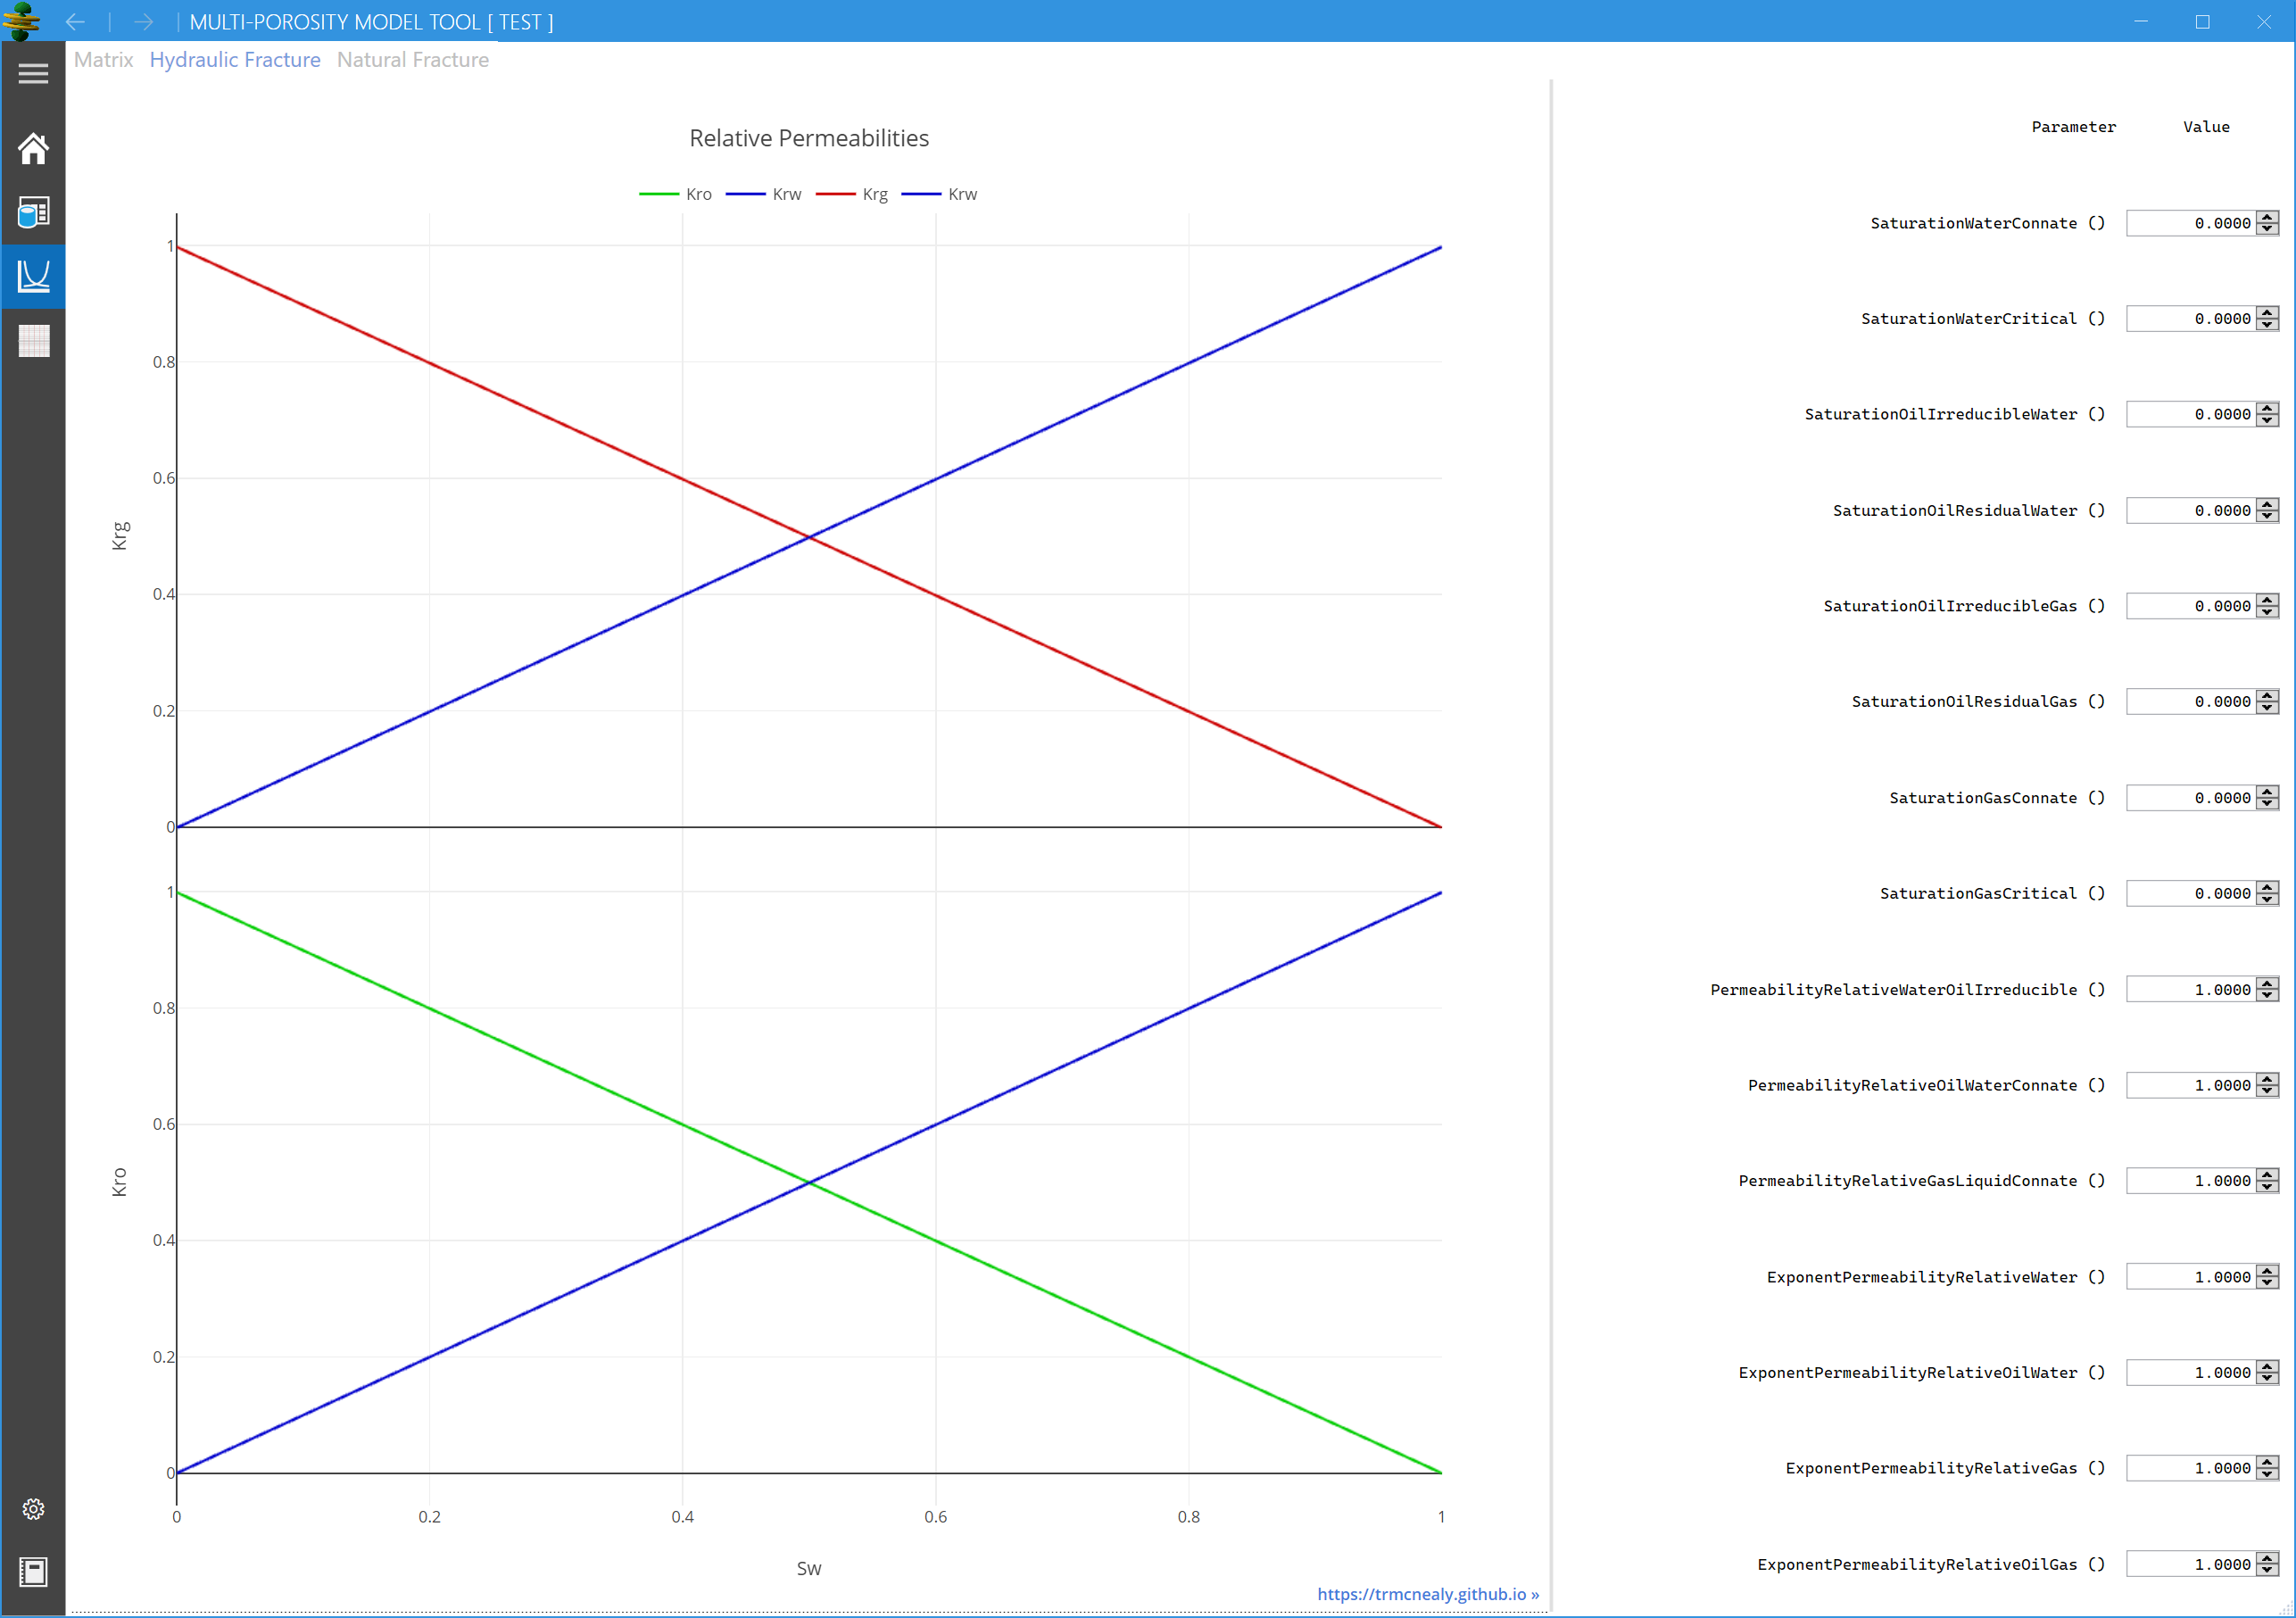 MULTI-POROSITY MODEL TOOL [ TEST ]
Matrix Hydraulic Fracture Natural Fracture
Relative Permeabilities
Kro Krw Krg Krw
1
0.8
0.6
0.4
0.2
0
Krg
1
0.8
0.6
0.4
0.2
0
Kro
0 0.2 0.4 0.6 0.8 1
Sw
https://trmcnealy.github.io »
Parameter Value
SaturationWaterConnate () 0.0000
SaturationWaterCritical () 0.0000
SaturationOilIrreducibleWater () 0.0000
SaturationOilResidualWater () 0.0000
SaturationOilIrreducibleGas () 0.0000
SaturationOilResidualGas () 0.0000
SaturationGasConnate () 0.0000
SaturationGasCritical () 0.0000
PermeabilityRelativeWaterOilIrreducible () 1.0000
PermeabilityRelativeOilWaterConnate () 1.0000
PermeabilityRelativeGasLiquidConnate () 1.0000
ExponentPermeabilityRelativeWater () 1.0000
ExponentPermeabilityRelativeOilWater () 1.0000
ExponentPermeabilityRelativeGas () 1.0000
ExponentPermeabilityRelativeOilGas () 1.0000